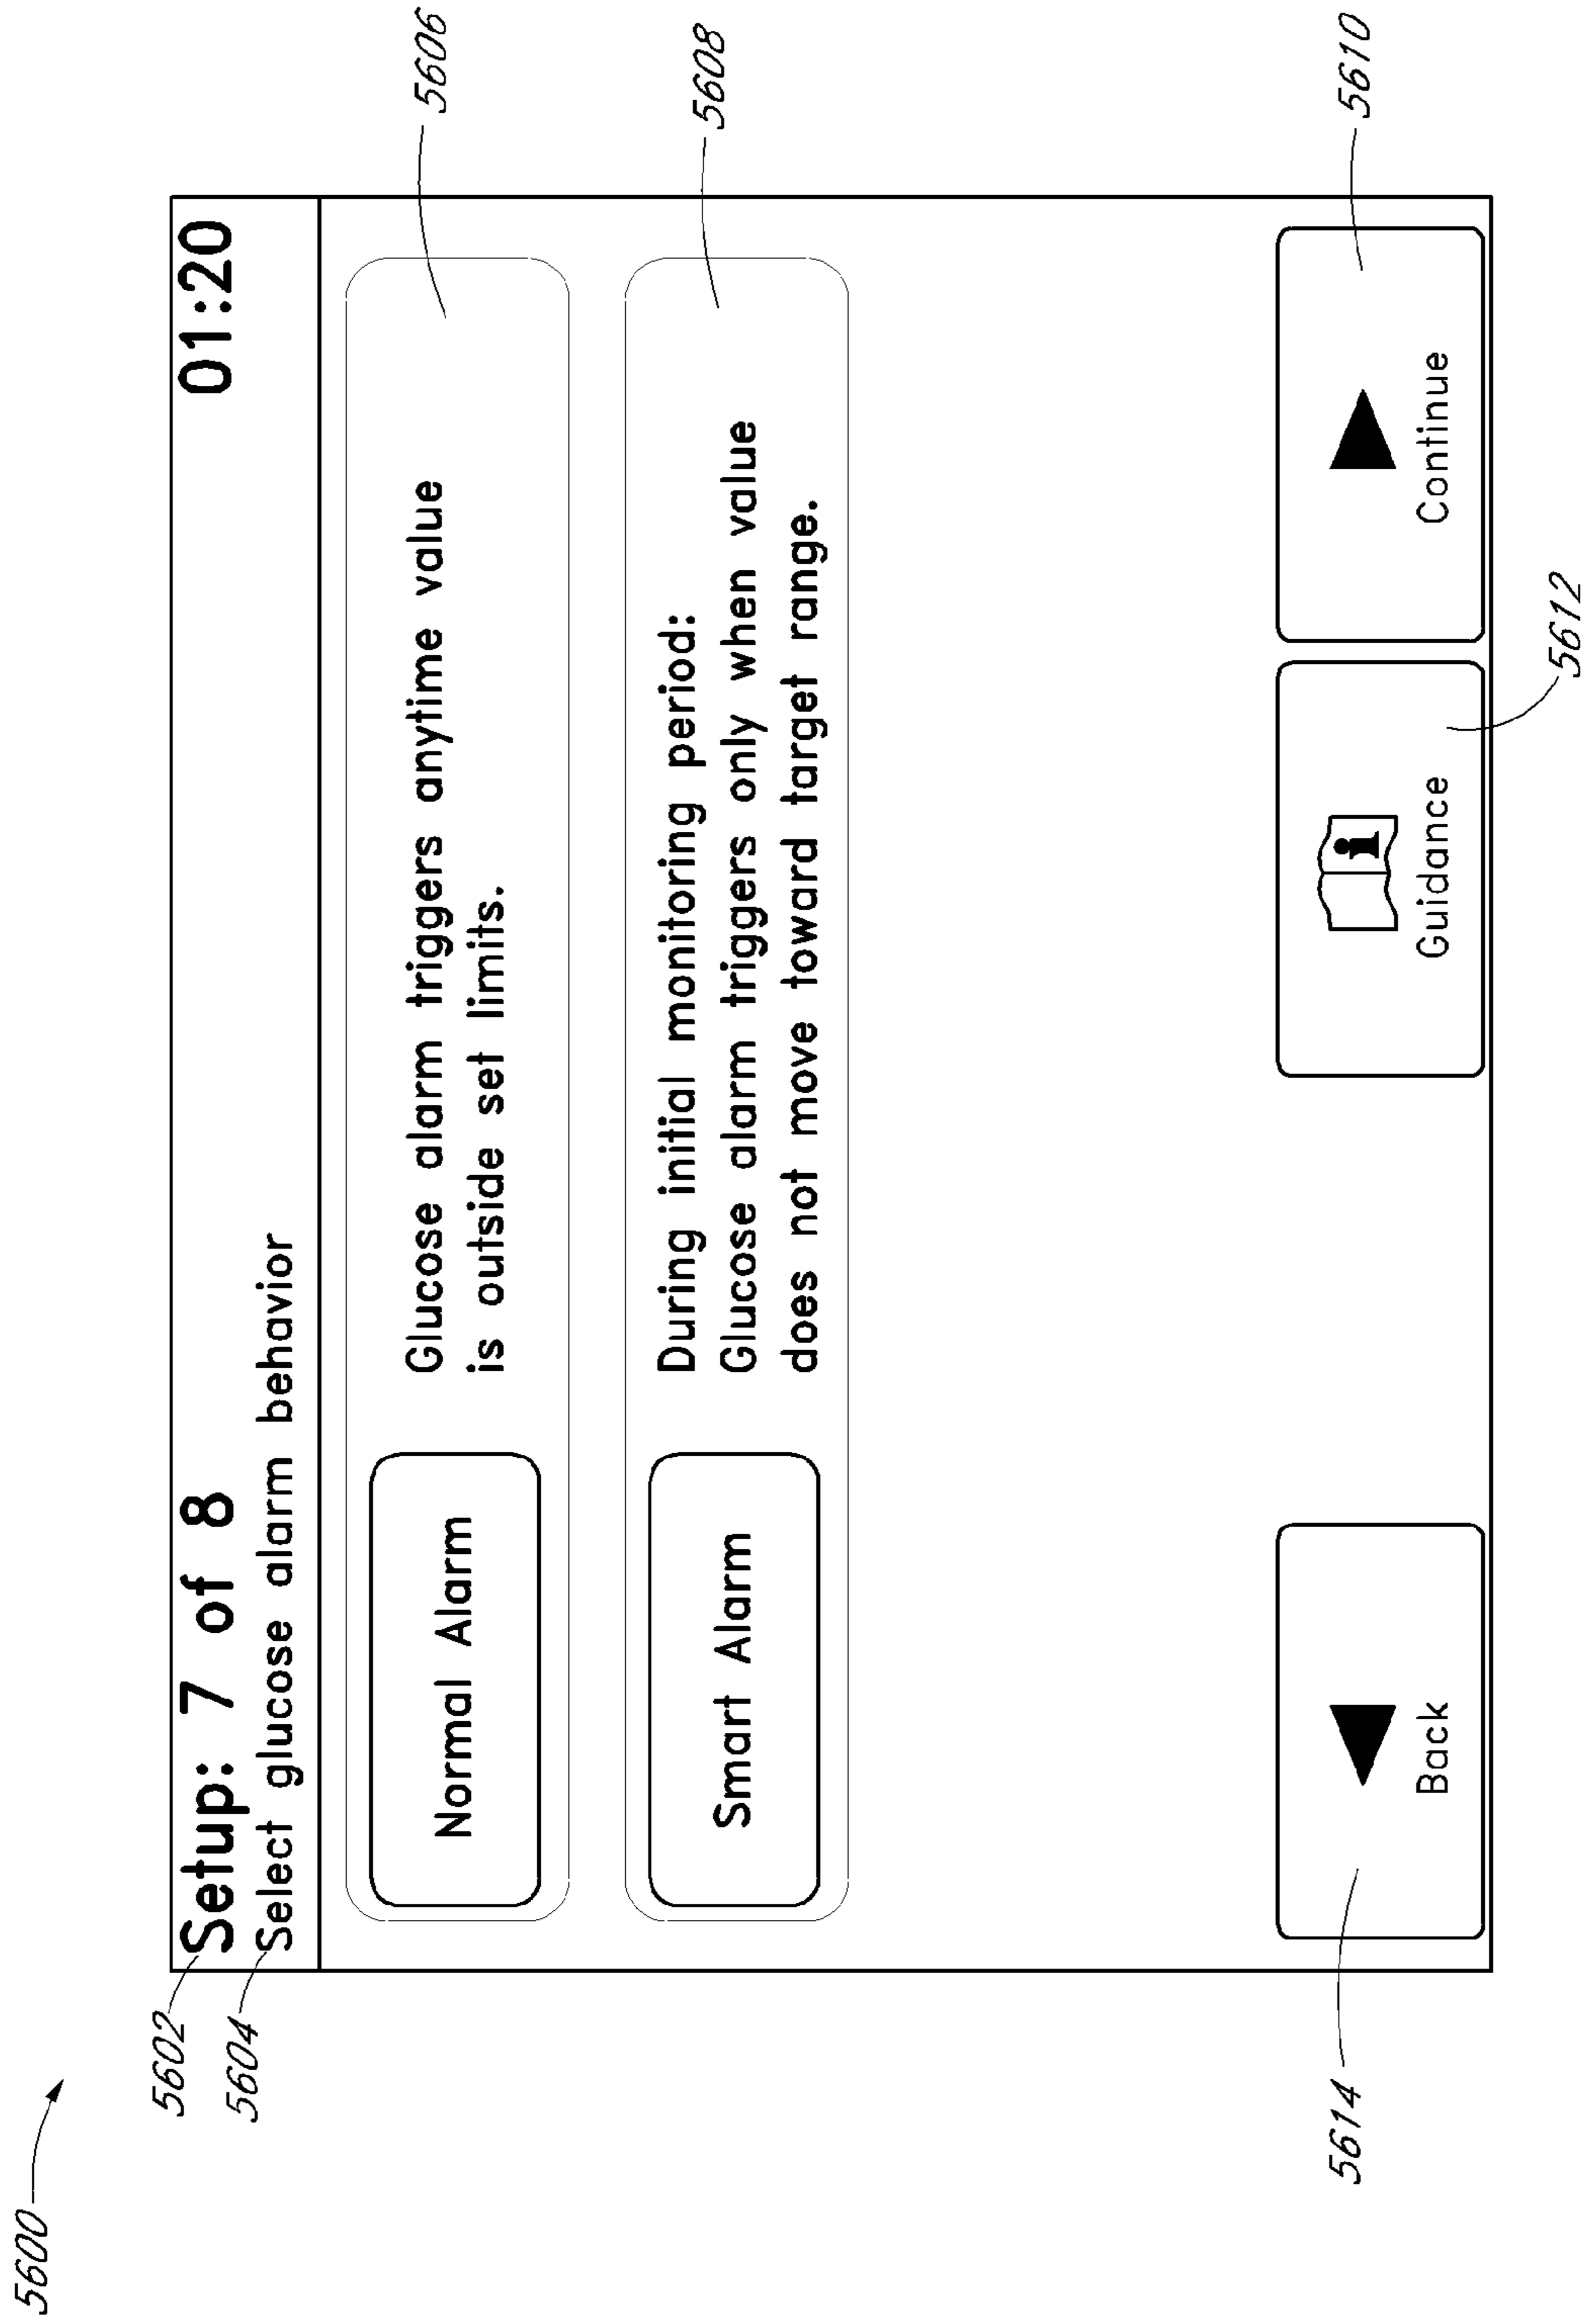 5600
5602
5604
Setup: 7 of 8
01:20
Select glucose alarm behavior
Normal Alarm
Glucose alarm triggers anytime value
is outside set limits.
5606
Smart Alarm
During initial monitoring period:
Glucose alarm triggers only when value
does not move toward target range.
5608
5614
Back
Guidance
Continue
5610
5612